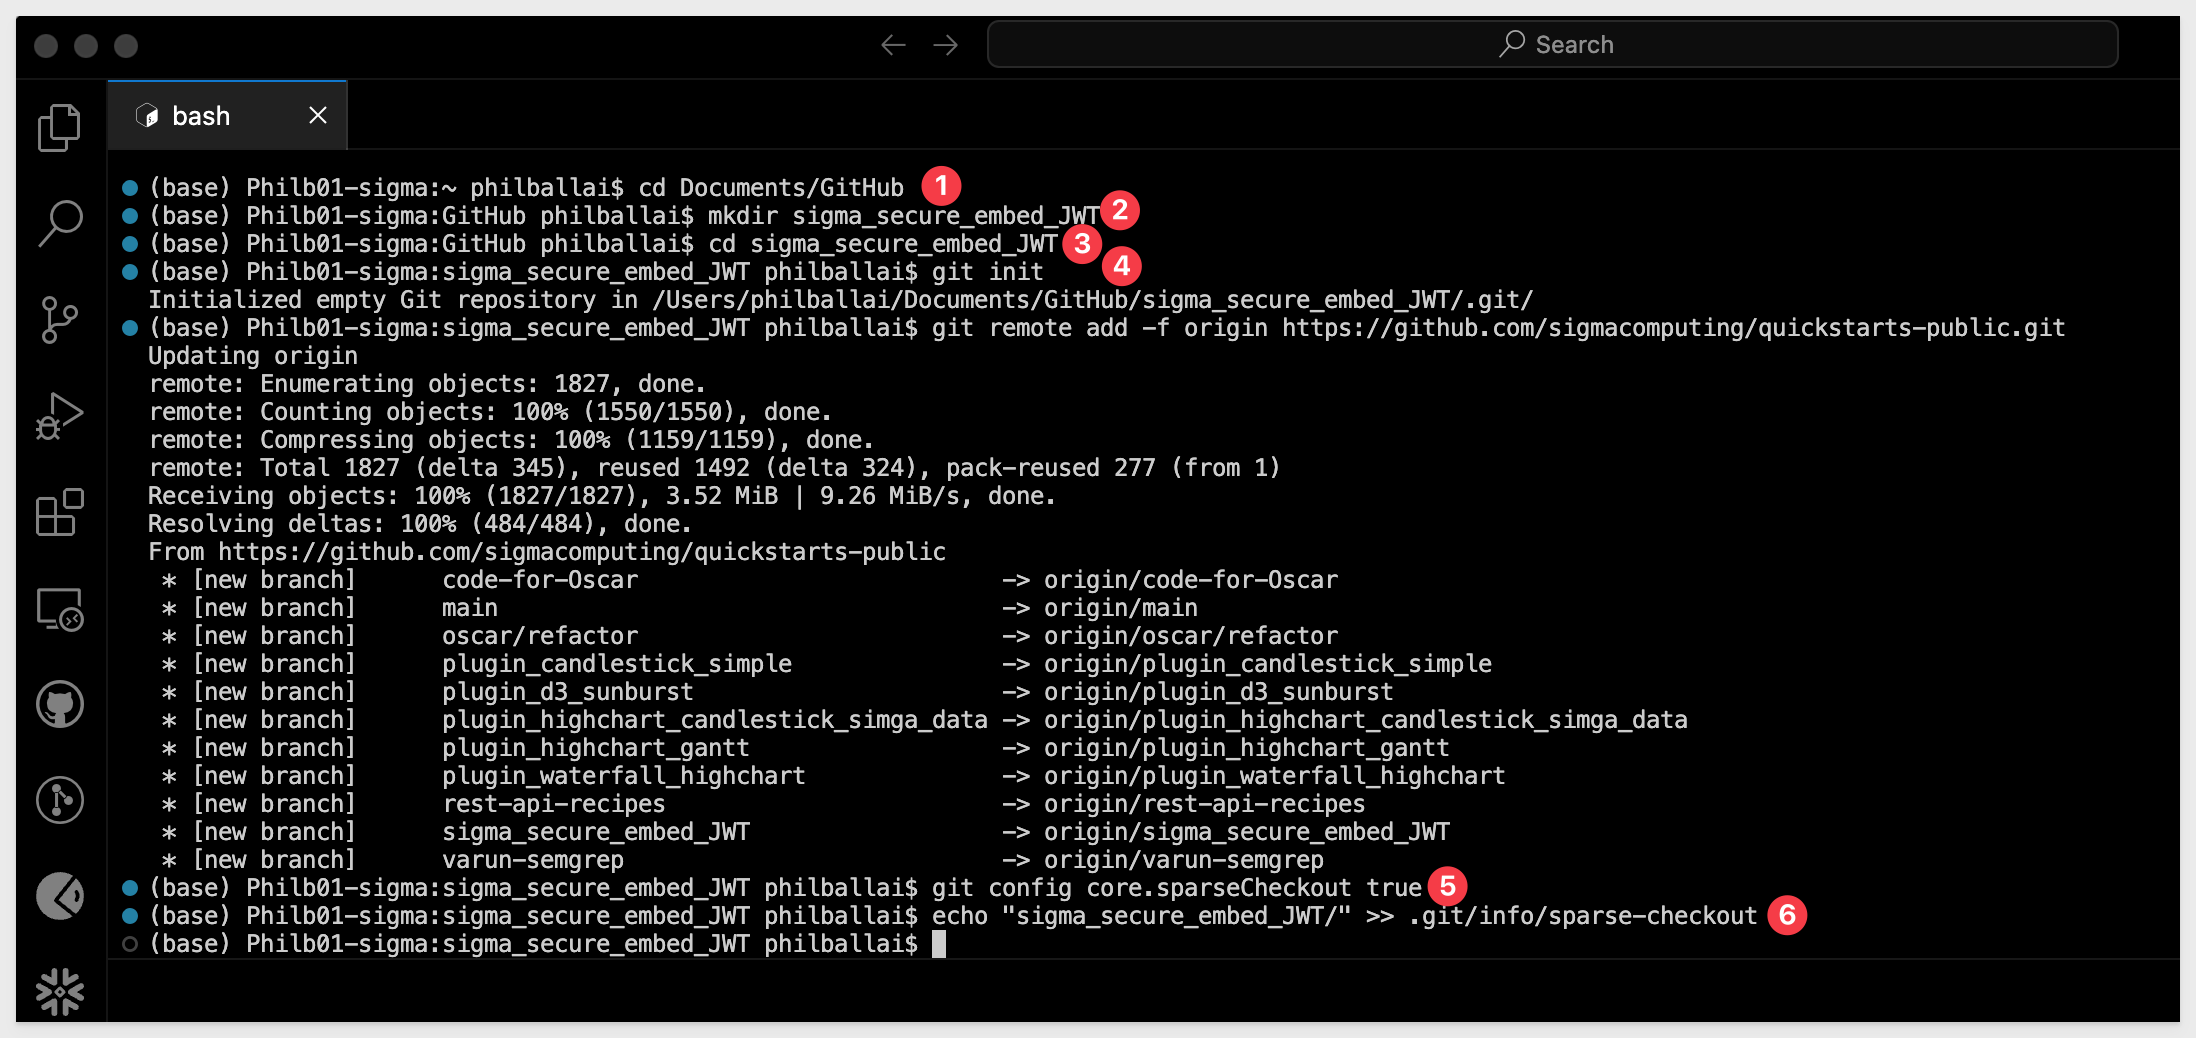 Search
bash
(base) Philb01-sigma:~ philballai$ cd Documents/GitHub 1
(base) Philb01-sigma:GitHub philballai$ mkdir sigma_secure_embed_JWT 2
(base) Philb01-sigma:GitHub philballai$ cd sigma_secure_embed_JWT 3
(base) Philb01-sigma:sigma_secure_embed_JWT philballai$ git init 4
Initialized empty Git repository in /Users/philballai/Documents/GitHub/sigma_secure_embed_JWT/.git/
(base) Philb01-sigma:sigma_secure_embed_JWT philballai$ git remote add -f origin https://github.com/sigmacomputing/quickstarts-public.git
Updating origin
remote: Enumerating objects: 1827, done.
remote: Counting objects: 100% (1550/1550), done.
remote: Compressing objects: 100% (1159/1159), done.
remote: Total 1827 (delta 345), reused 1492 (delta 324), pack-reused 277 (from 1)
Receiving objects: 100% (1827/1827), 3.52 MiB | 9.26 MiB/s, done.
Resolving deltas: 100% (484/484), done.
From https://github.com/sigmacomputing/quickstarts-public
* [new branch] code-for-Oscar -> origin/code-for-Oscar
* [new branch] main -> origin/main
* [new branch] oscar/refactor -> origin/oscar/refactor
* [new branch] plugin_candlestick_simple -> origin/plugin_candlestick_simple
* [new branch] plugin_d3_sunburst -> origin/plugin_d3_sunburst
* [new branch] plugin_highchart_candlestick_simga_data -> origin/plugin_highchart_candlestick_simga_data
* [new branch] plugin_highchart_gantt -> origin/plugin_highchart_gantt
* [new branch] plugin_waterfall_highchart -> origin/plugin_waterfall_highchart
* [new branch] rest-api-recipes -> origin/rest-api-recipes
* [new branch] sigma_secure_embed_JWT -> origin/sigma_secure_embed_JWT
* [new branch] varun-semgrep -> origin/varun-semgrep
(base) Philb01-sigma:sigma_secure_embed_JWT philballai$ git config core.sparseCheckout true 5
(base) Philb01-sigma:sigma_secure_embed_JWT philballai$ echo "sigma_secure_embed_JWT/" >> .git/info/sparse-checkout 6
(base) Philb01-sigma:sigma_secure_embed_JWT philballai$